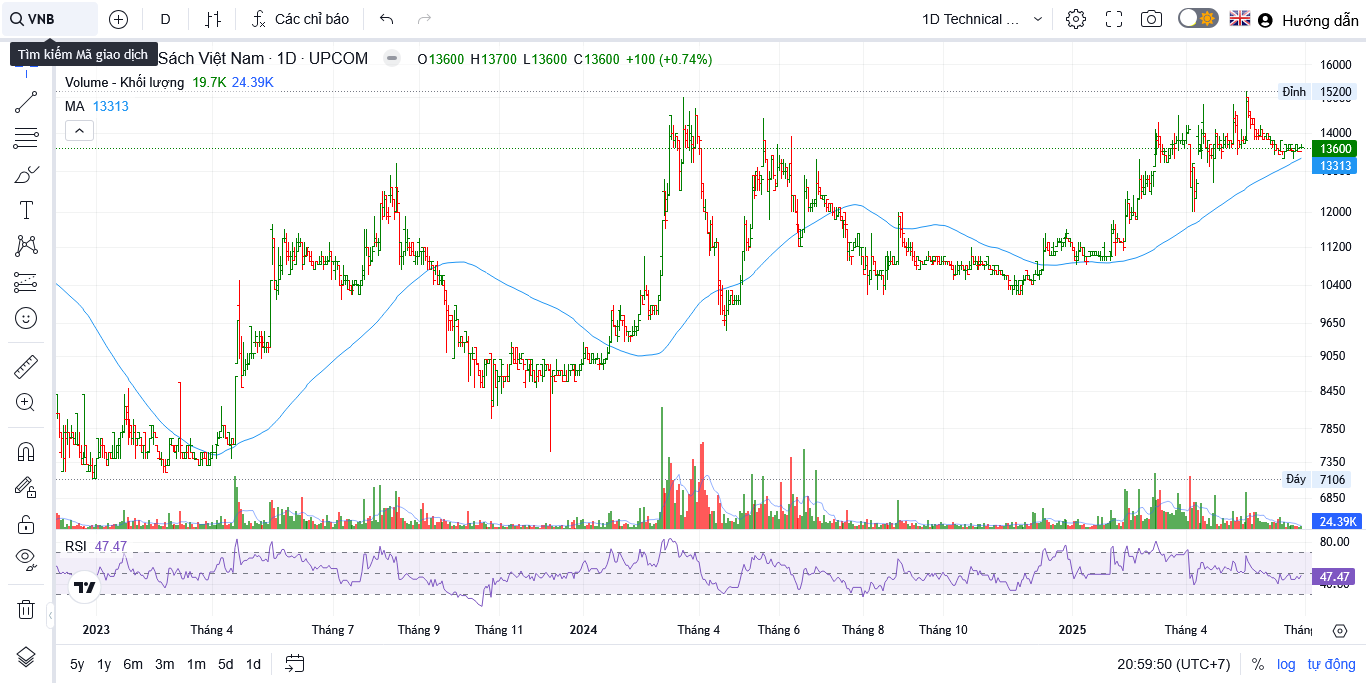 VNB
D
Các chỉ báo
1D Technical ...
Hướng dẫn
Tìm kiếm Mã giao dịch
Sách Việt Nam · 1D · UPCOM
O13600 H13700 L13600 C13600 +100 (+0.74%)
Volume - Khối lượng 19.7K 24.39K
MA 13313
16000
Đỉnh 15200
14000
13600
13313
12000
11200
10400
9650
9050
8450
7850
7350
Đáy 7106
6850
24.39K
RSI 47.47
80.00
47.47
40.00
2023 Tháng 4 Tháng 7 Tháng 9 Tháng 11 2024 Tháng 4 Tháng 6 Tháng 8 Tháng 10 2025 Tháng 4
5y 1y 6m 3m 1m 5d 1d
20:59:50 (UTC+7) % log tự động